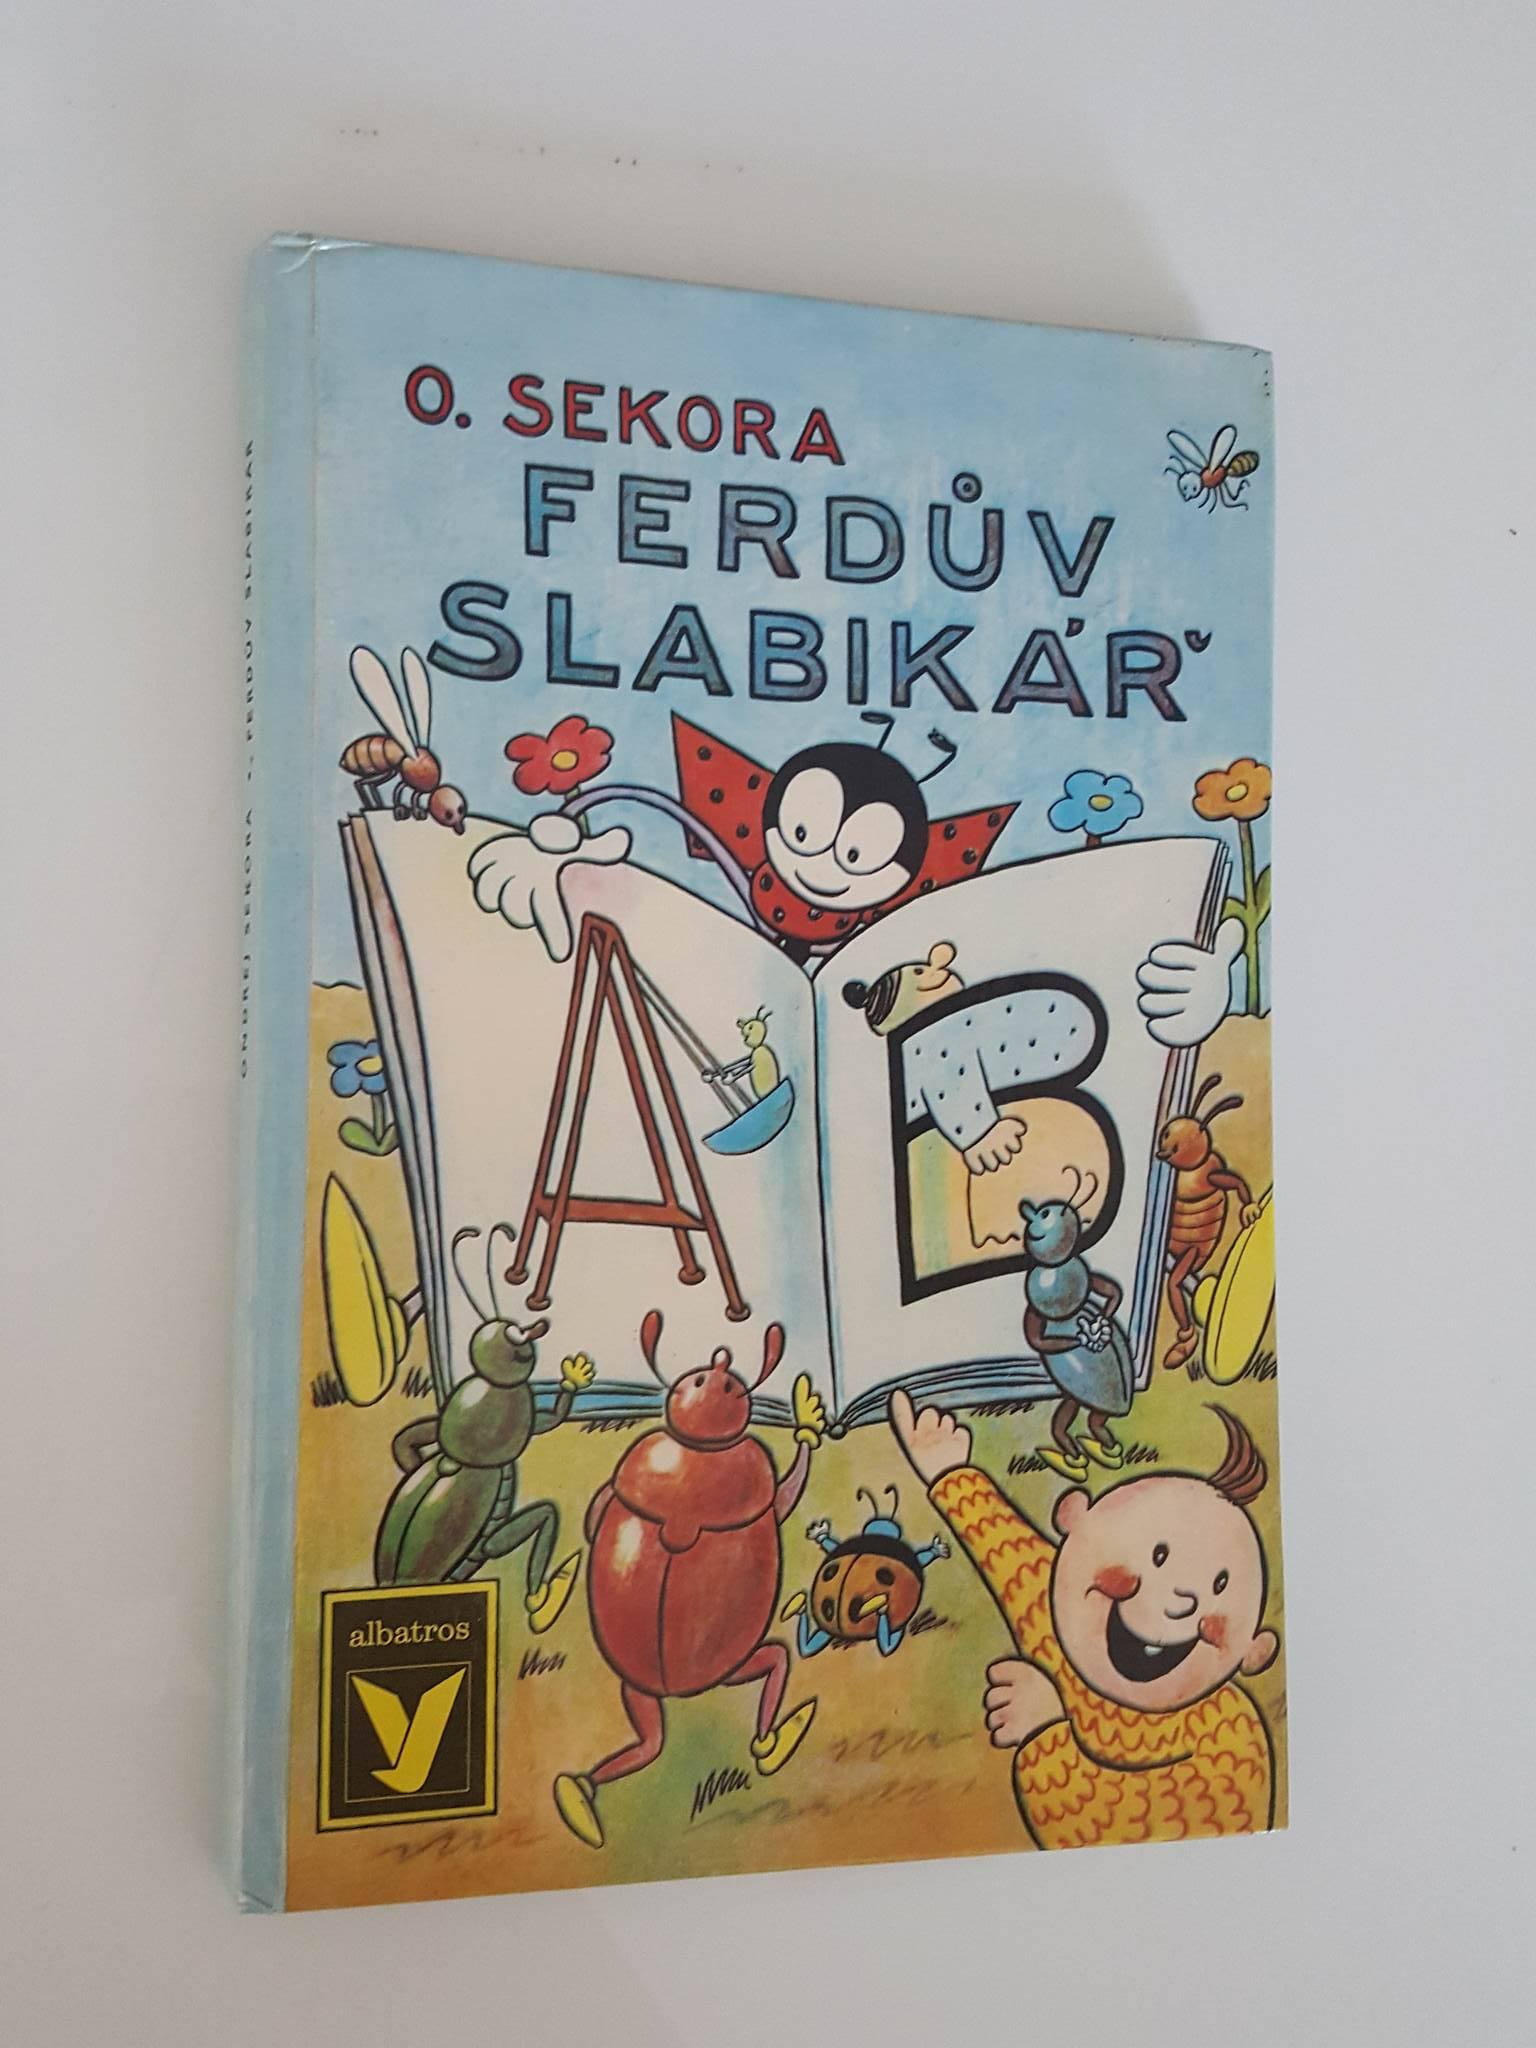 O. SEKORA
FERDŮV
SLABIKÁŘ
A B
albatros
ONDŘEJ SEKORA • FERDŮV SLABIKÁŘ